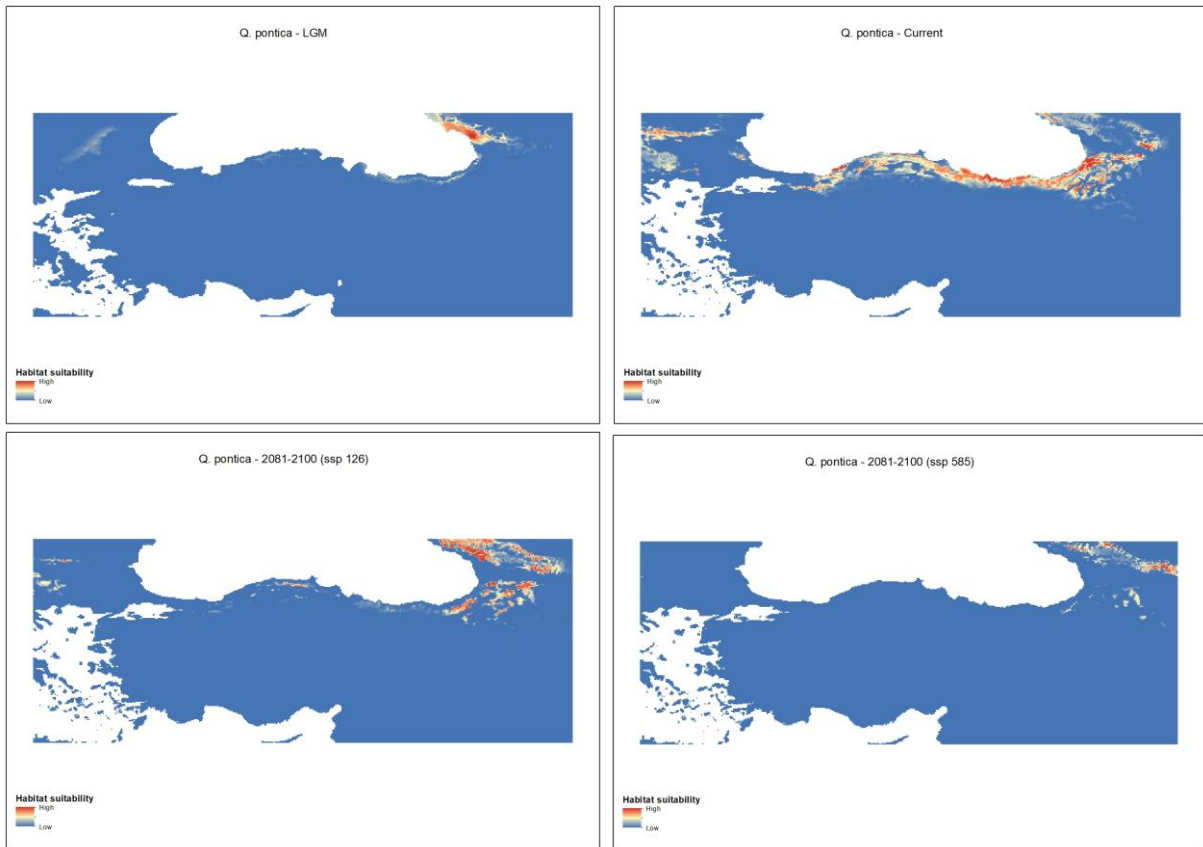 Q. pontica - LGM
Habitat suitability
High
Low
Q. pontica - Current
Habitat suitability
High
Low
Q. pontica - 2081-2100 (ssp 126)
Habitat suitability
High
Low
Q. pontica - 2081-2100 (ssp 585)
Habitat suitability
High
Low